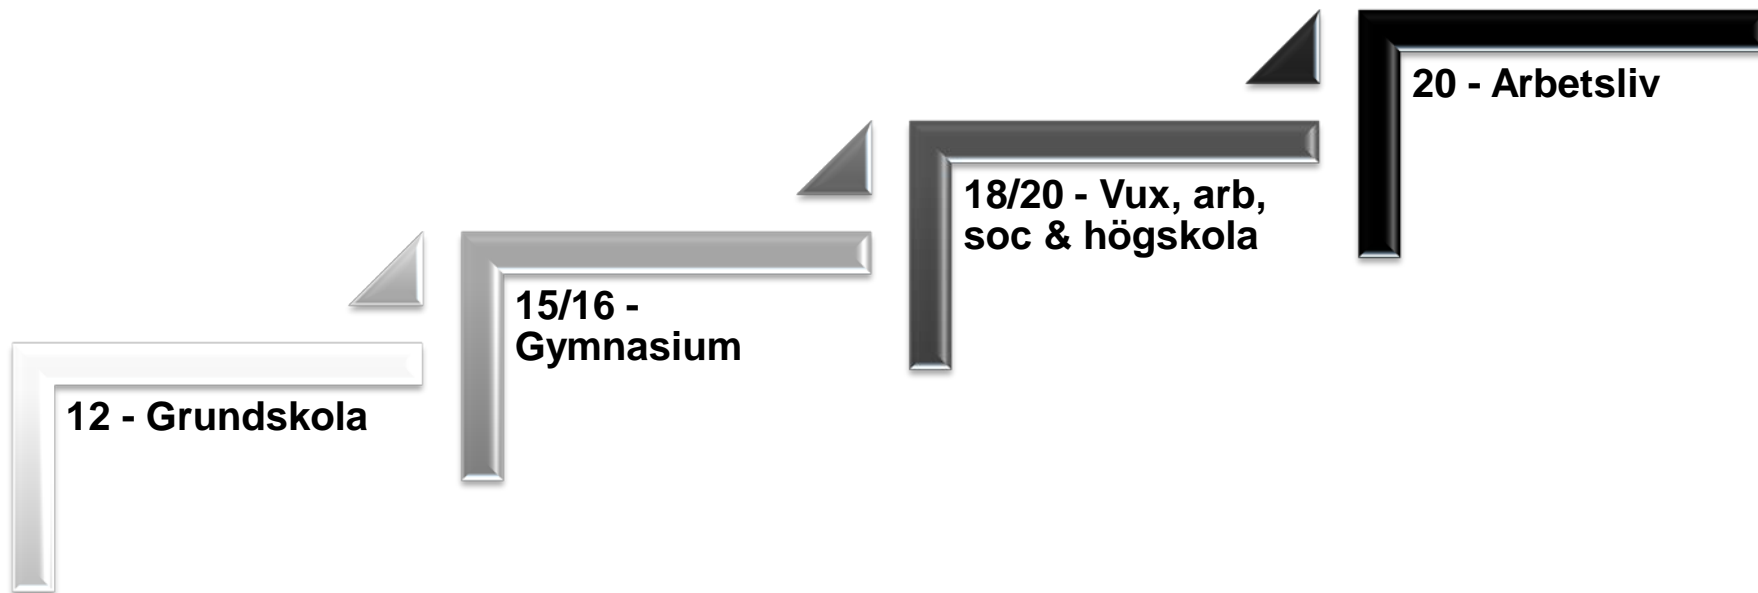 12 - Grundskola
15/16 -
Gymnasium
18/20 - Vux, arb,
soc & högskola
20 - Arbetsliv